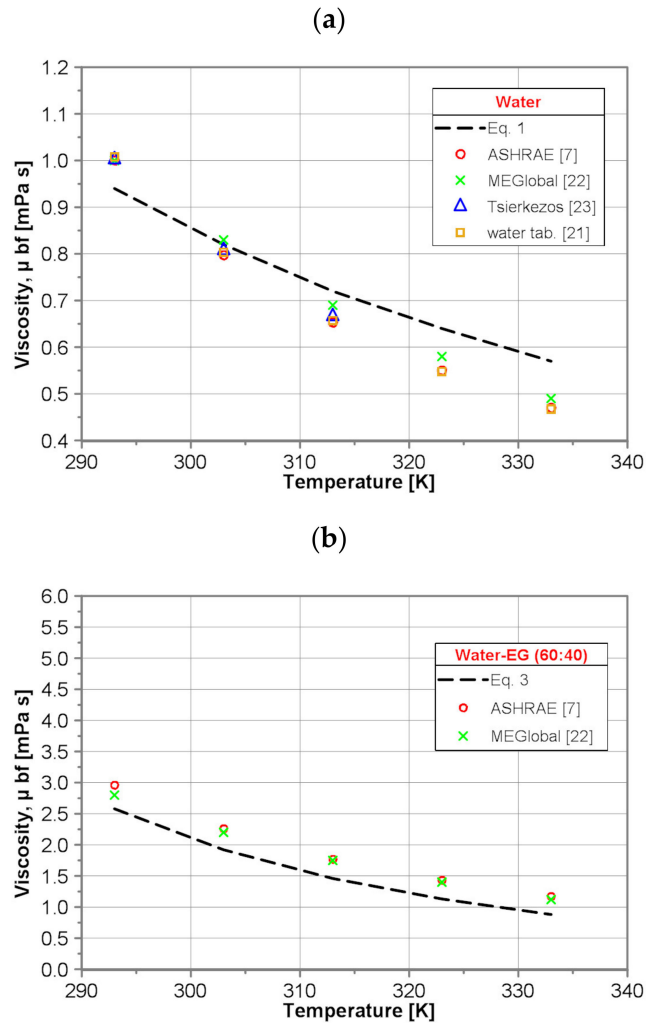 (a)
1.2
1.1
1.0
0.9
0.8
0.7
0.6
0.5
0.4
Viscosity, µ bf [mPa s]
290 300 310 320 330 340
Temperature [K]
Water
Eq. 1
ASHRAE [7]
MEGlobal [22]
Tsierkezos [23]
water tab. [21]
(b)
6.0
5.5
5.0
4.5
4.0
3.5
3.0
2.5
2.0
1.5
1.0
0.5
0.0
Viscosity, µ bf [mPa s]
290 300 310 320 330 340
Temperature [K]
Water-EG (60:40)
Eq. 3
ASHRAE [7]
MEGlobal [22]